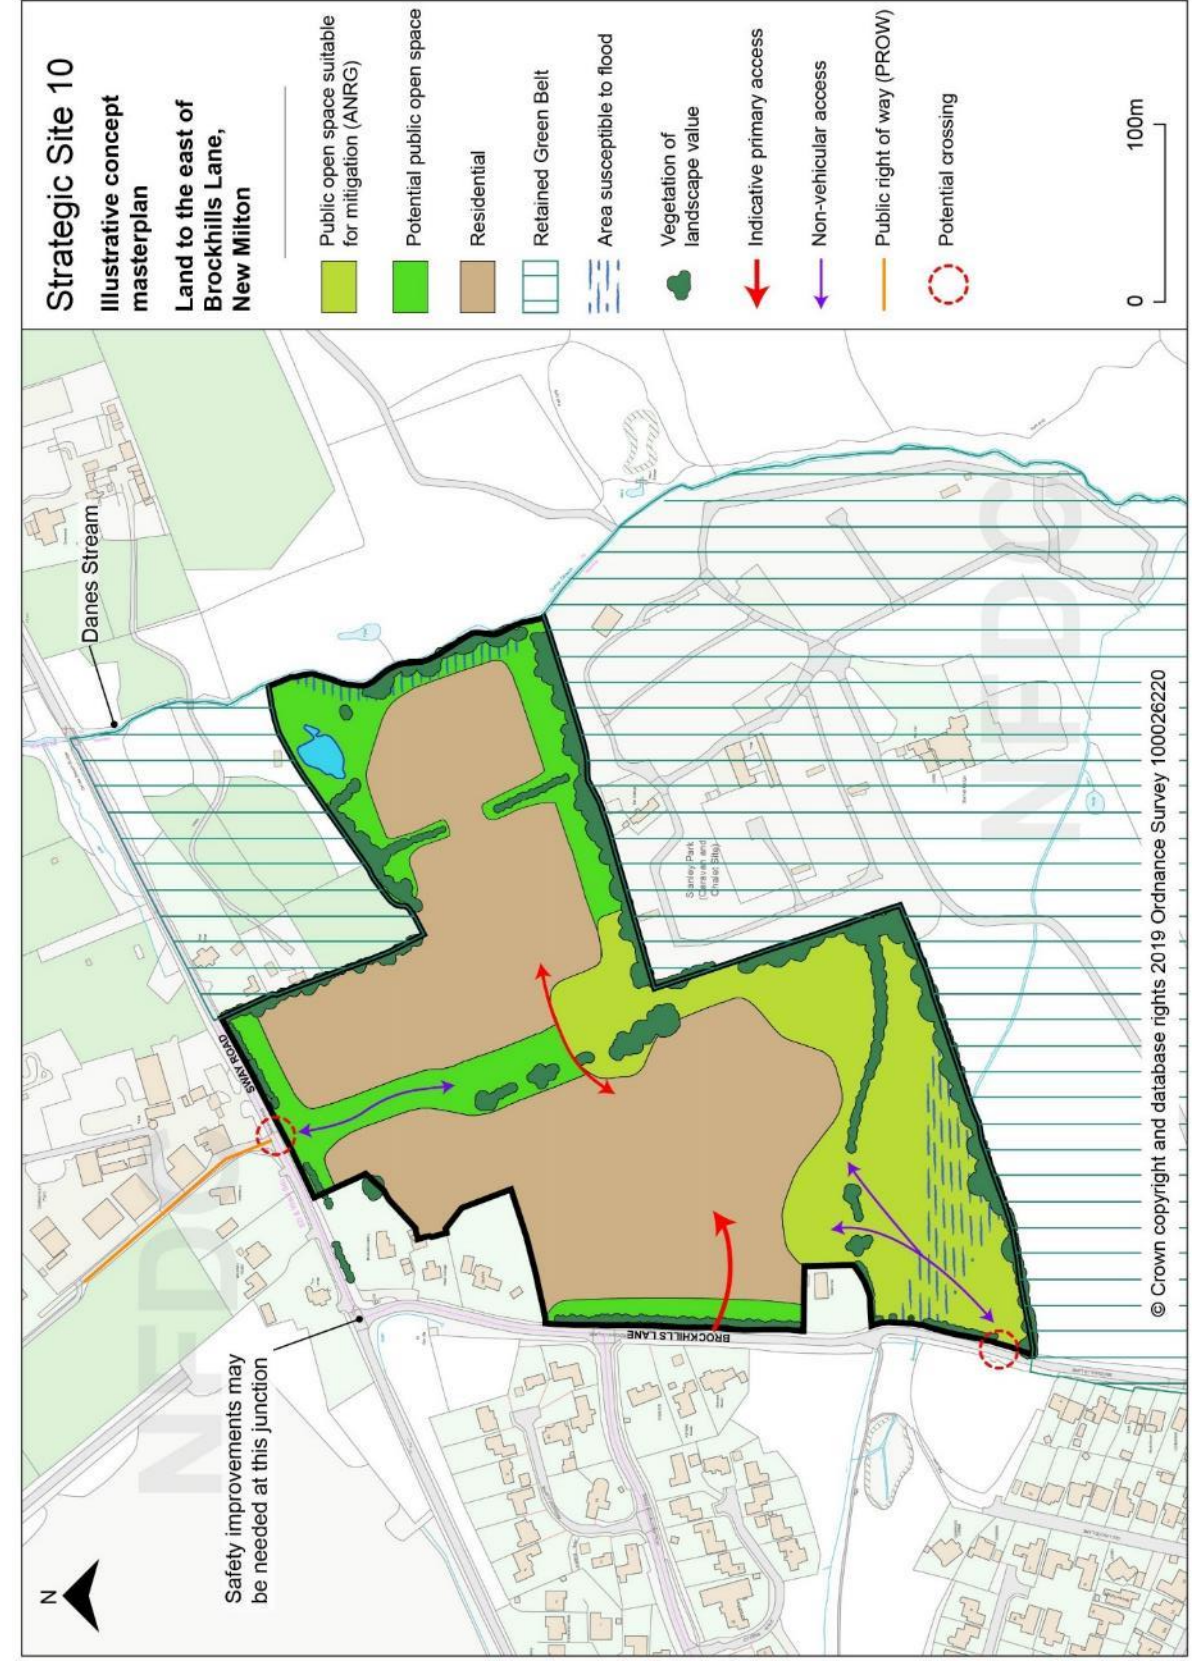 Strategic Site 10
Illustrative concept
masterplan
Land to the east of
Brockhills Lane,
New Milton
Public open space suitable
for mitigation (ANRG)
Potential public open space
Residential
Retained Green Belt
Area susceptible to flood
Vegetation of
landscape value
Indicative primary access
Non-vehicular access
Public right of way (PROW)
Potential crossing
0
100m
N
Danes Stream
Safety improvements may
be needed at this junction
SWAY ROAD
BROCKHILLS LANE
Stanley Park
(Caravan and
Chalet Site)
NFDC
NFDC
© Crown copyright and database rights 2019 Ordnance Survey 100026220